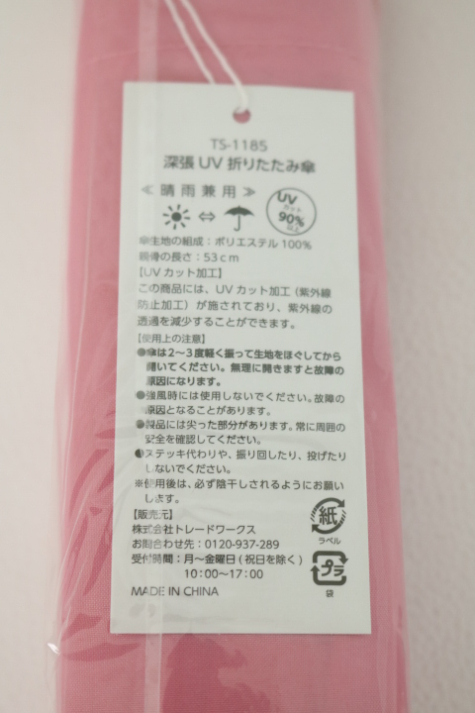 TS-1185
深張UV折りたたみ傘
≪ 晴雨兼用 ≫
UV
カット
90%
以上
傘生地の組成：ポリエステル100%
親骨の長さ：53cm
【UVカット加工】
この商品には、UVカット加工（紫外線
防止加工）が施されており、紫外線の
透過を減少することができます。
【使用上の注意】
●傘は2〜3度軽く振って生地をほぐしてから
開いてください。無理に開きますと故障の
原因になります。
●強風時には使用しないでください。故障の
原因となることがあります。
●製品には尖った部分があります。常に周囲の
安全を確認してください。
●ステッキ代わりや、振り回したり、投げたり
しないでください。
※使用後は、必ず陰干しされるようにお願い
します。
【販売元】
株式会社トレードワークス
お問合わせ先：0120-937-289
受付時間：月〜金曜日(祝日を除く)
10：00〜17：00
MADE IN CHINA
紙
ラベル
プラ
袋